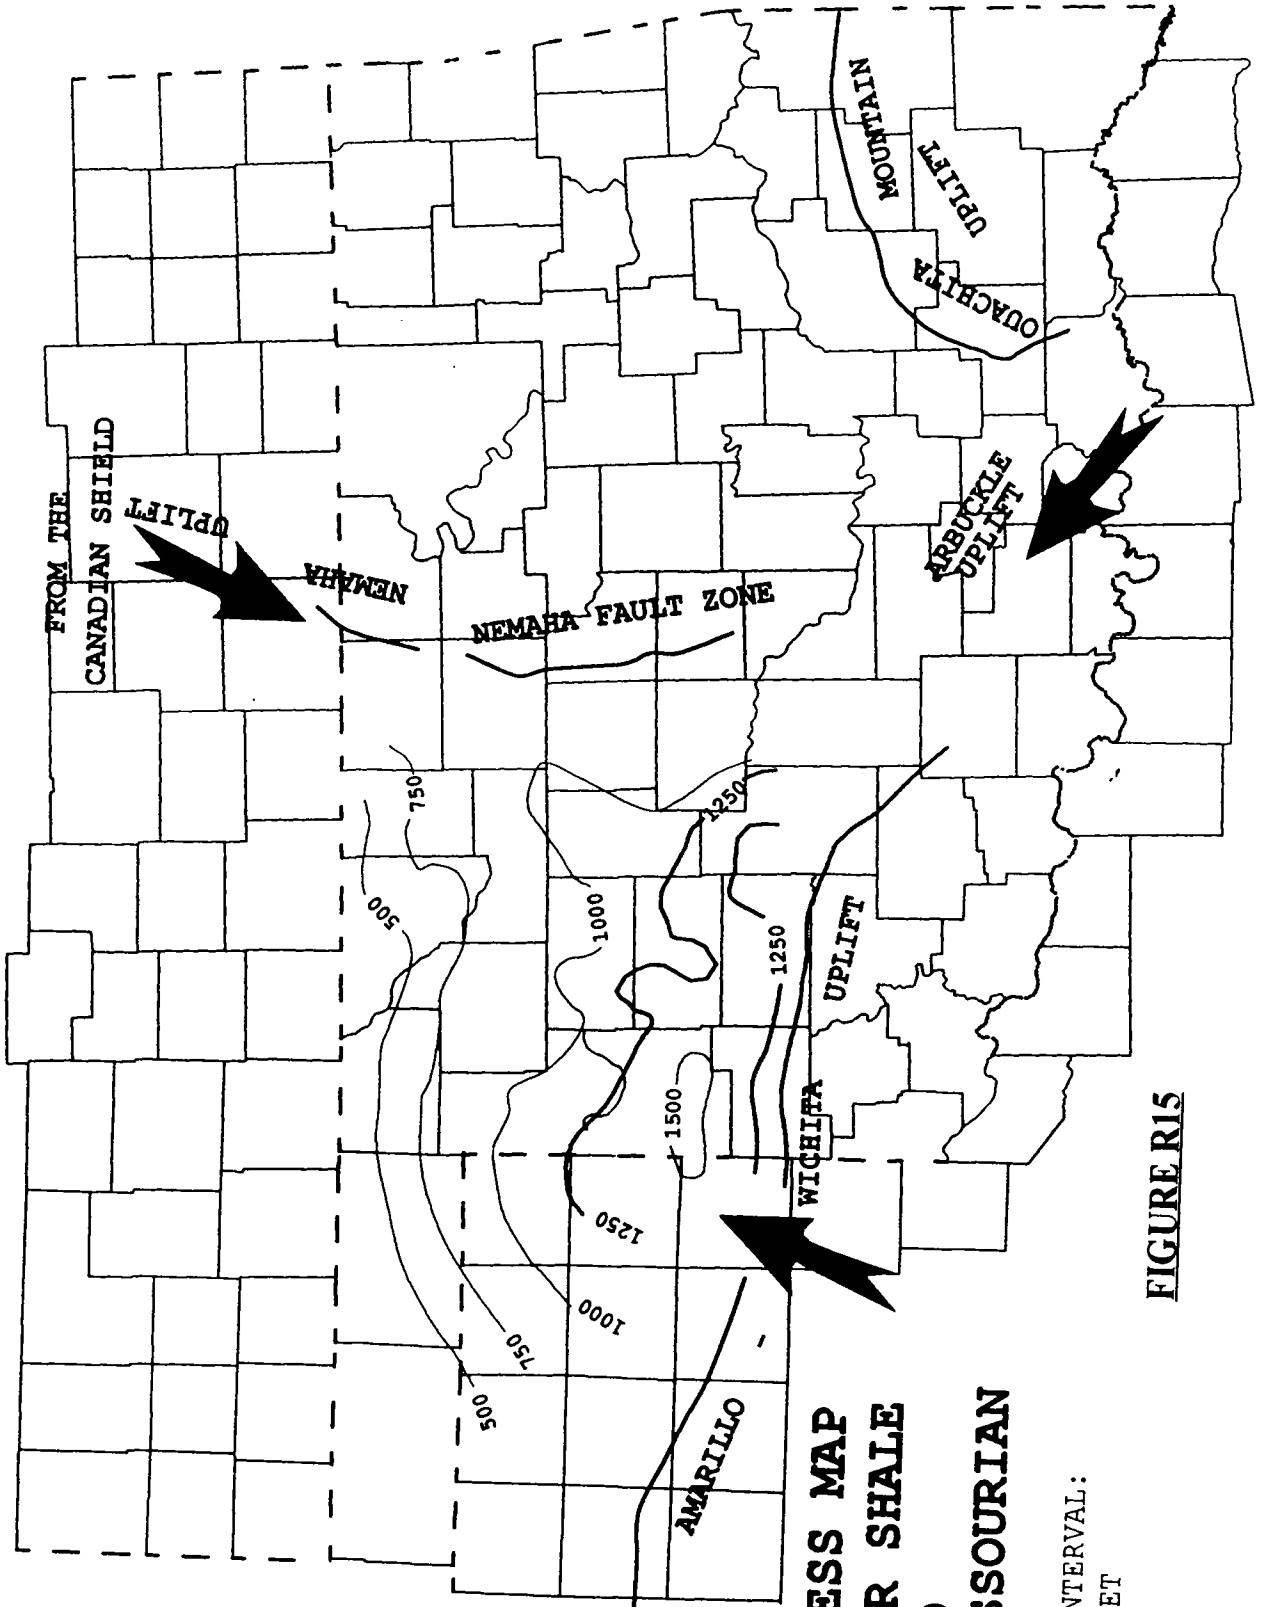 FROM THE
CANADIAN SHIELD
UPLIFT
NEMAHA
NEMAHA FAULT ZONE
MOUNTAIN
UPLIFT
OUACHITA
ARBUCKLE
UPLIFT
750
500
1000
1250
1250
1500
UPLIFT
WICHITA
1250
1000
750
500
AMARILLO
ESS MAP
R SHALE
SSOURIAN
NTERVAL:
ET
FIGURE R15